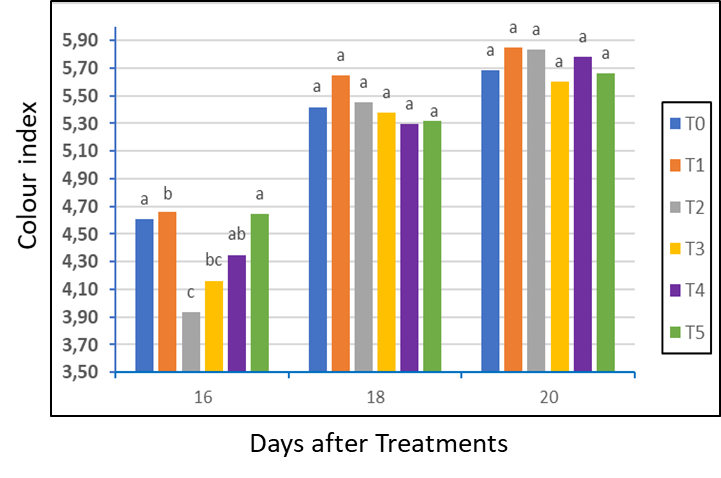 Colour index
5,90
5,70
5,50
5,30
5,10
4,90
4,70
4,50
4,30
4,10
3,90
3,70
3,50
a b c bc ab a
a a a a a a
a a a a a a
16 18 20
Days after Treatments
T0
T1
T2
T3
T4
T5